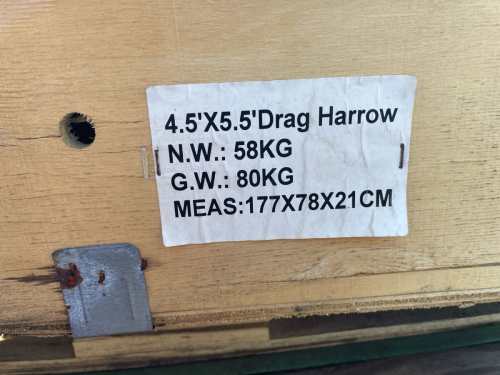 4.5'X5.5'Drag Harrow
N.W.: 58KG
G.W.: 80KG
MEAS:177X78X21CM